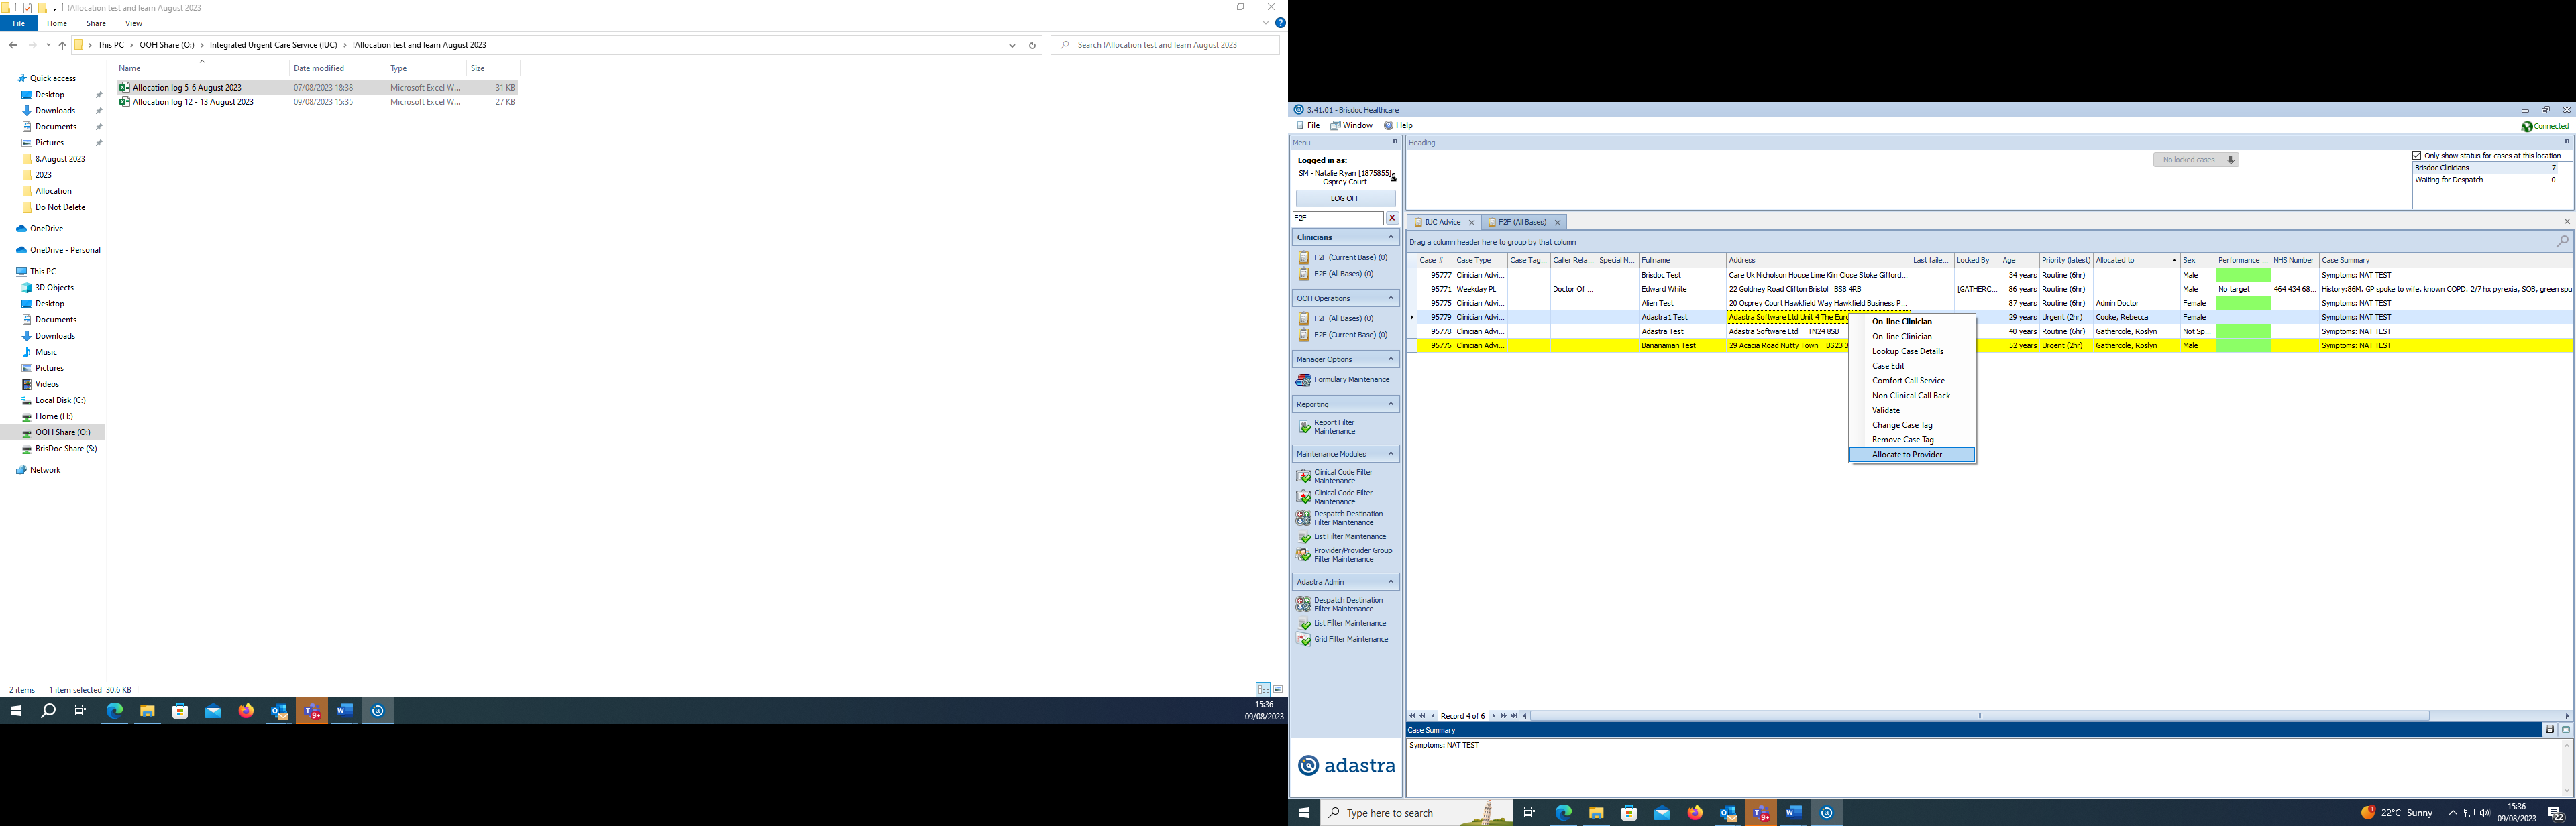 !Allocation test and learn August 2023
File Home Share View
This PC > OOH Share (O:) > Integrated Urgent Care Service (IUC) > !Allocation test and learn August 2023
Search !Allocation test and learn August 2023
Name Date modified Type Size
Allocation log 5-6 August 2023 07/08/2023 18:38 Microsoft Excel W... 31 KB
Allocation log 12 - 13 August 2023 09/08/2023 15:35 Microsoft Excel W... 27 KB
Quick access
Desktop
Downloads
Documents
Pictures
8.August 2023
2023
Allocation
Do Not Delete
OneDrive
OneDrive - Personal
This PC
3D Objects
Desktop
Documents
Downloads
Music
Pictures
Videos
Local Disk (C:)
Home (H:)
OOH Share (O:)
BrisDoc Share (S:)
Network
2 items 1 item selected 30.6 KB
15:36
09/08/2023
3.41.01 - Brisdoc Healthcare
File Window Help
Connected
Menu
Logged in as:
SM - Natalie Ryan [1875855]
Osprey Court
LOG OFF
F2F X
Clinicians
F2F (Current Base) (0)
F2F (All Bases) (0)
OOH Operations
F2F (All Bases) (0)
F2F (Current Base) (0)
Manager Options
Formulary Maintenance
Reporting
Report Filter
Maintenance
Maintenance Modules
Clinical Code Filter
Maintenance
Clinical Code Filter
Maintenance
Despatch Destination
Filter Maintenance
List Filter Maintenance
Provider/Provider Group
Filter Maintenance
Adastra Admin
Despatch Destination
Filter Maintenance
List Filter Maintenance
Grid Filter Maintenance
adastra
Heading
No locked cases
Only show status for cases at this location
Brisdoc Clinicians 7
Waiting for Despatch 0
IUC Advice F2F (All Bases)
Drag a column header here to group by that column
Case # Case Type Case Tag... Caller Rela... Special N... Fullname Address Last faile... Locked By Age Priority (latest) Allocated to Sex Performance ... NHS Number Case Summary
95777 Clinician Advi... Brisdoc Test Care Uk Nicholson House Lime Kiln Close Stoke Gifford... 34 years Routine (6hr) Male Symptoms: NAT TEST
95771 Weekday PL Doctor Of ... Edward White 22 Goldney Road Clifton Bristol BS8 4RB [GATHERC... 86 years Routine (6hr) Male No target 464 434 68... History:86M. GP spoke to wife. known COPD. 2/7 hx pyrexia, SOB, green spu
95775 Clinician Advi... Alien Test 20 Osprey Court Hawkfield Way Hawkfield Business P... 87 years Routine (6hr) Admin Doctor Female Symptoms: NAT TEST
95779 Clinician Advi... Adastra1 Test Adastra Software Ltd Unit 4 The Euro 29 years Urgent (2hr) Cooke, Rebecca Female Symptoms: NAT TEST
95778 Clinician Advi... Adastra Test Adastra Software Ltd TN24 8SB 40 years Routine (6hr) Gathercole, Roslyn Not Sp... Symptoms: NAT TEST
95776 Clinician Advi... Bananaman Test 29 Acacia Road Nutty Town BS23 3 52 years Urgent (2hr) Gathercole, Roslyn Male Symptoms: NAT TEST
On-line Clinician
On-line Clinician
Lookup Case Details
Case Edit
Comfort Call Service
Non Clinical Call Back
Validate
Change Case Tag
Remove Case Tag
Allocate to Provider
Record 4 of 6
Case Summary
Symptoms: NAT TEST
Type here to search
22°C Sunny
15:36
09/08/2023
22